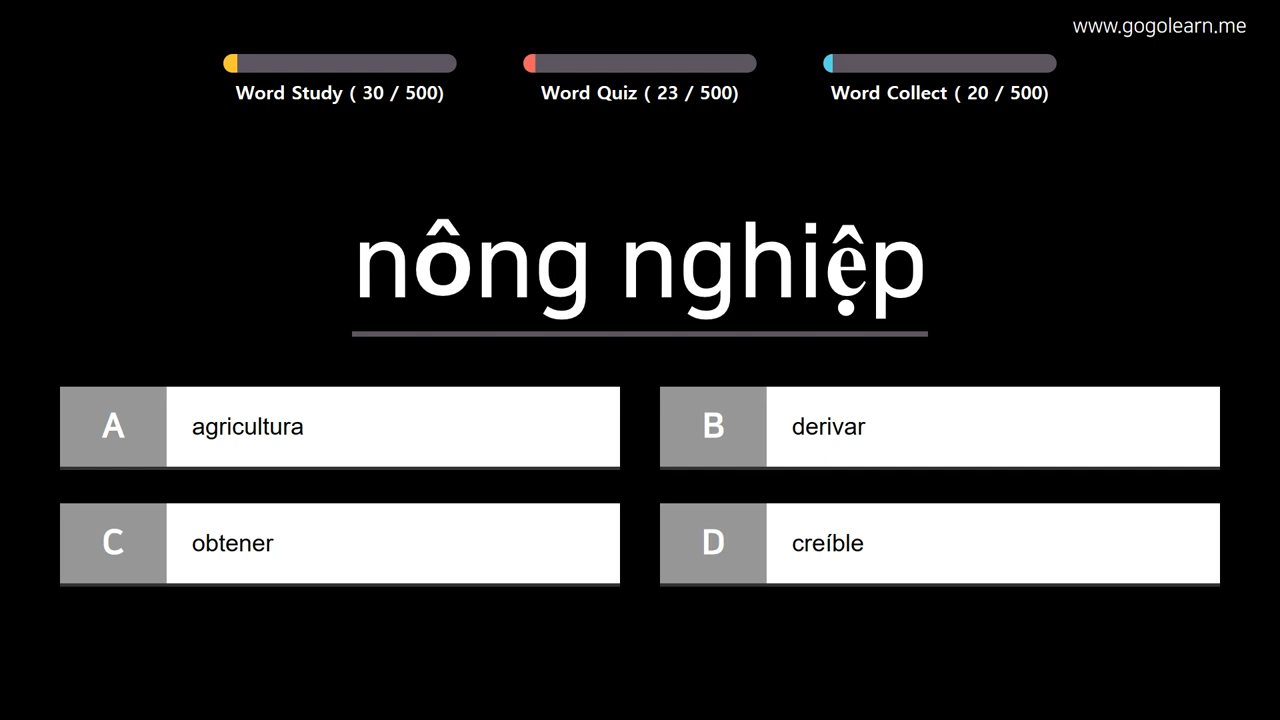 www.gogolearn.me
Word Study ( 30 / 500)
Word Quiz ( 23 / 500)
Word Collect ( 20 / 500)
nông nghiệp
A agricultura
B derivar
C obtener
D creíble